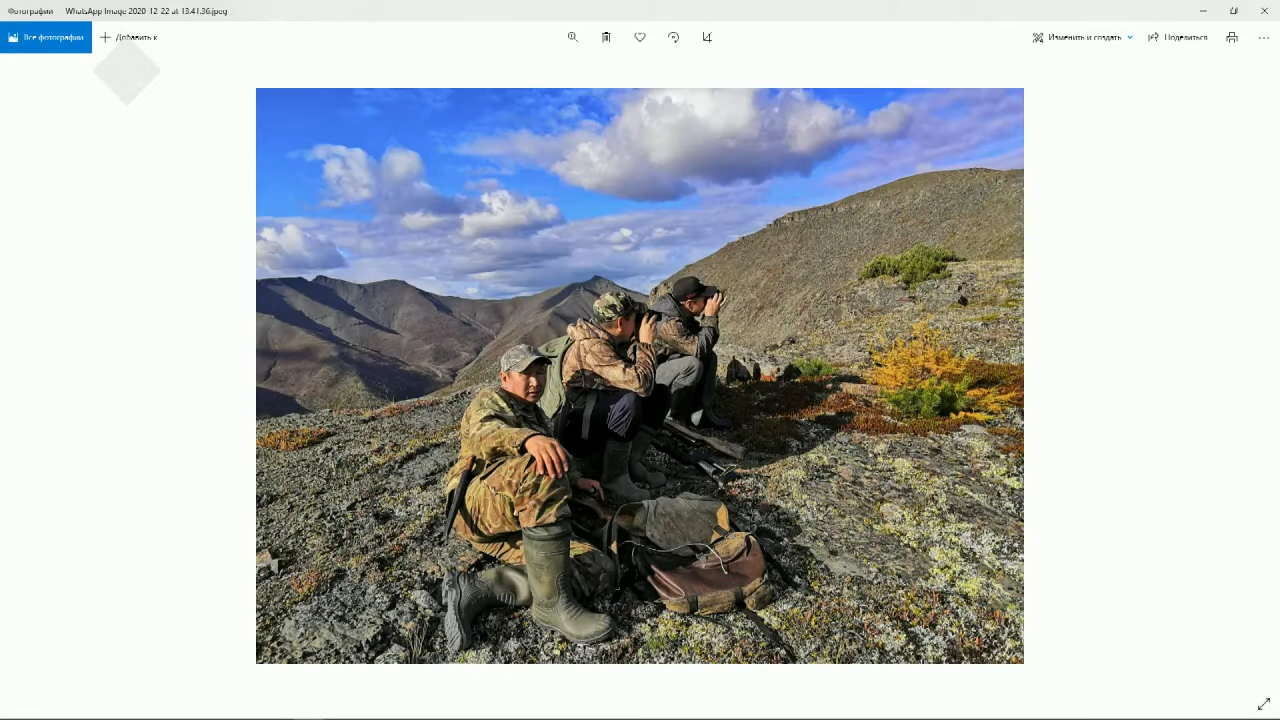 Фотографии WhatsApp Image 2020-12-22 at 13.41.36.jpeg
Все фотографии Добавить к Изменить и создать Поделиться